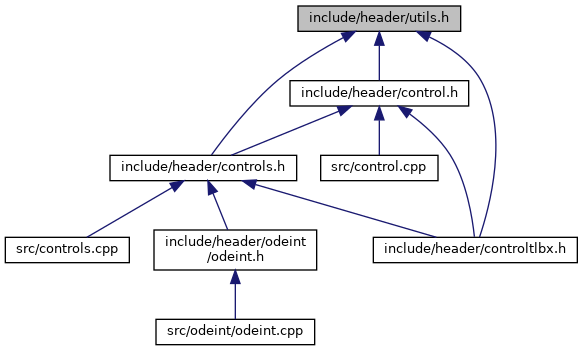 include/header/utils.h
include/header/control.h
include/header/controls.h
src/control.cpp
src/controls.cpp
include/header/odeint
/odeint.h
include/header/controltlbx.h
src/odeint/odeint.cpp